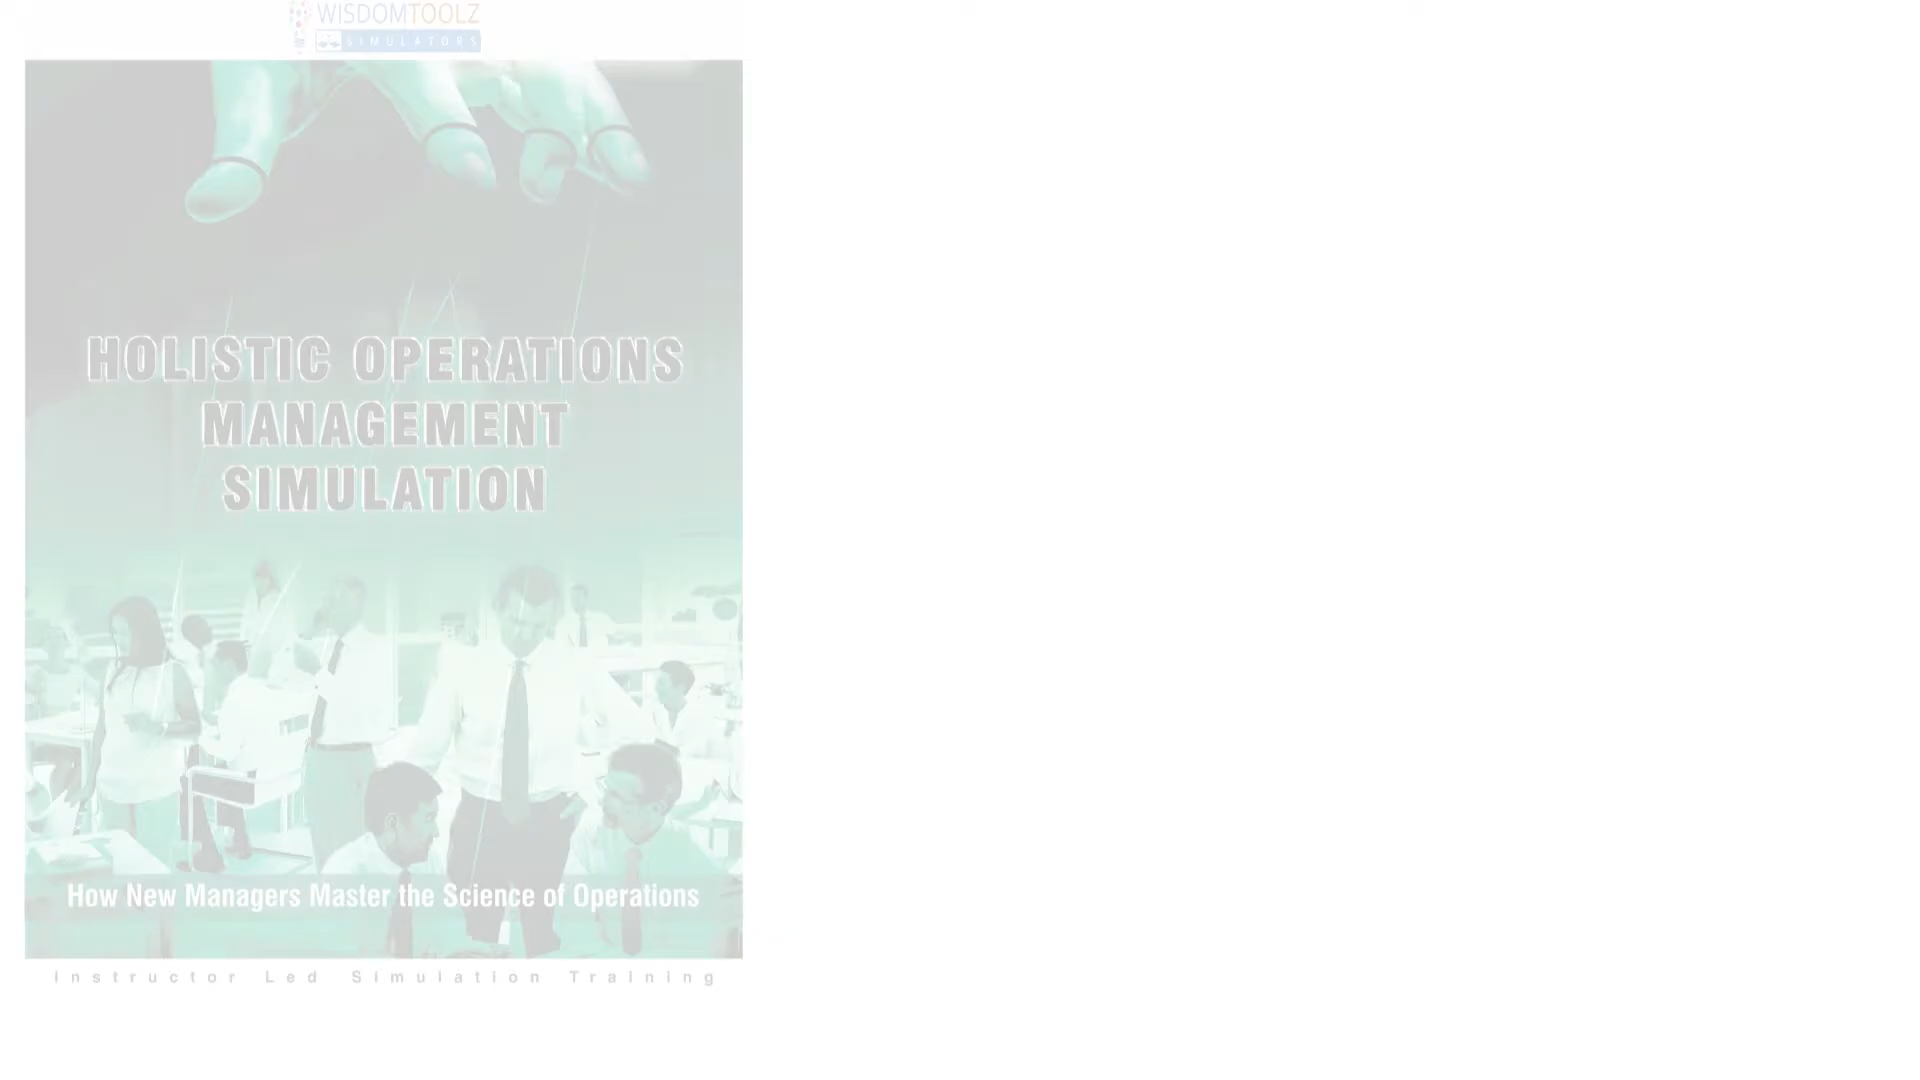 WISDOMTOOLZ
SIMULATORS
HOLISTIC OPERATIONS
MANAGEMENT
SIMULATION
How New Managers Master the Science of Operations
Instructor Led Simulation Training